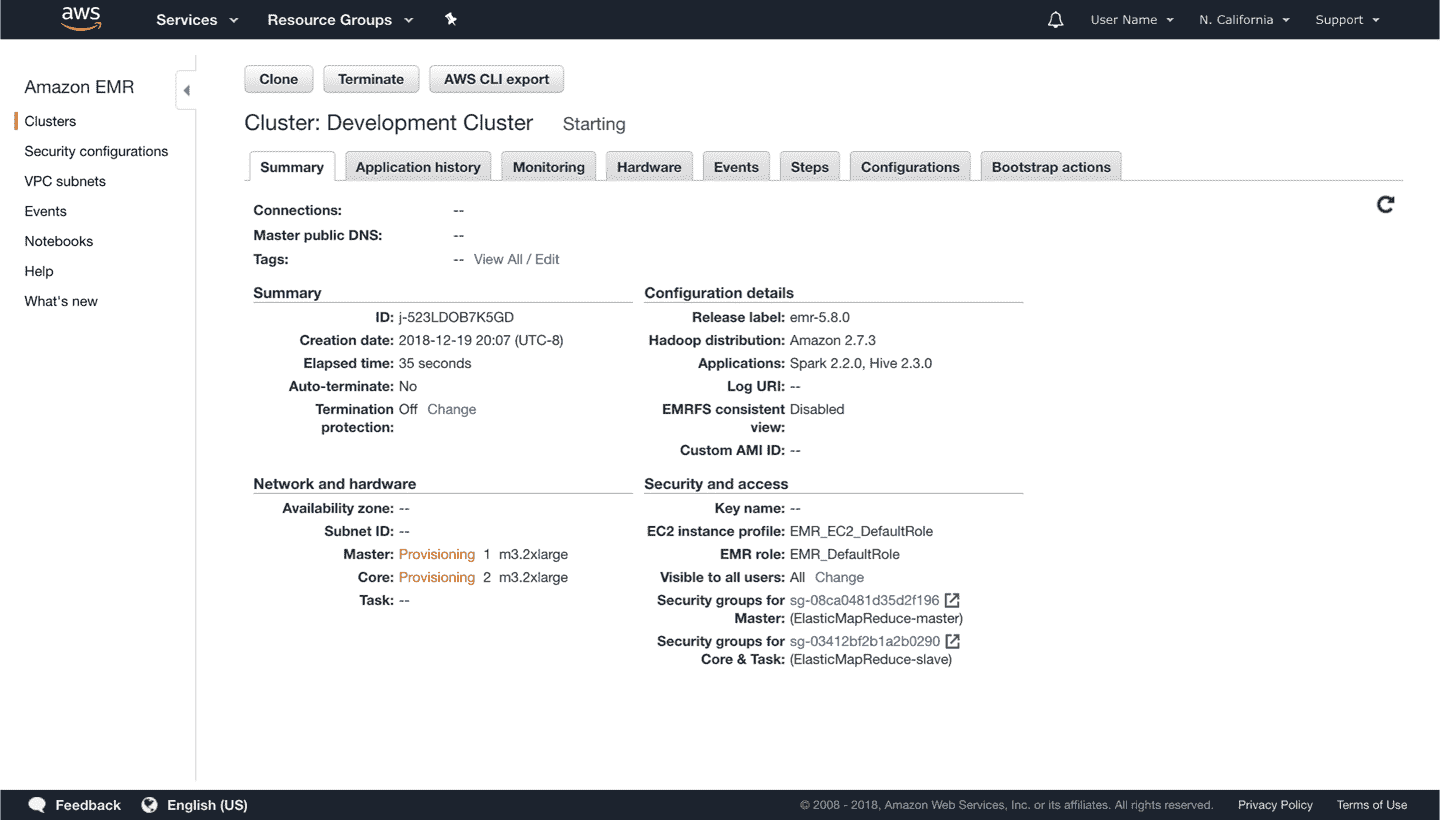 aws Services Resource Groups User Name N. California Support
Amazon EMR
Clusters
Security configurations
VPC subnets
Events
Notebooks
Help
What's new
Clone Terminate AWS CLI export
Cluster: Development Cluster Starting
Summary Application history Monitoring Hardware Events Steps Configurations Bootstrap actions
Connections: --
Master public DNS: --
Tags: -- View All / Edit
Summary
ID: j-523LDOB7K5GD
Creation date: 2018-12-19 20:07 (UTC-8)
Elapsed time: 35 seconds
Auto-terminate: No
Termination Off Change
protection:
Configuration details
Release label: emr-5.8.0
Hadoop distribution: Amazon 2.7.3
Applications: Spark 2.2.0, Hive 2.3.0
Log URI: --
EMRFS consistent Disabled
view:
Custom AMI ID: --
Network and hardware
Availability zone: --
Subnet ID: --
Master: Provisioning 1 m3.2xlarge
Core: Provisioning 2 m3.2xlarge
Task: --
Security and access
Key name: --
EC2 instance profile: EMR_EC2_DefaultRole
EMR role: EMR_DefaultRole
Visible to all users: All Change
Security groups for sg-08ca0481d35d2f196
Master: (ElasticMapReduce-master)
Security groups for sg-03412bf2b1a2b0290
Core & Task: (ElasticMapReduce-slave)
Feedback English (US) © 2008 - 2018, Amazon Web Services, Inc. or its affiliates. All rights reserved. Privacy Policy Terms of Use